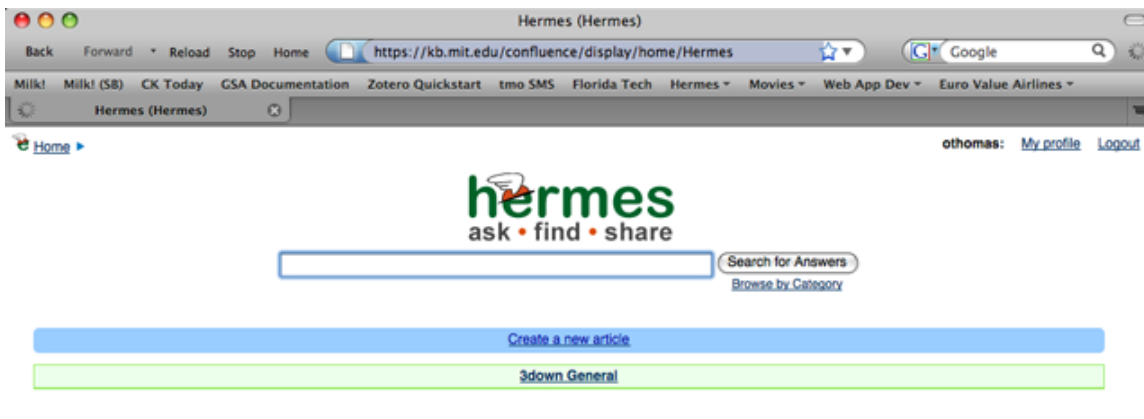 Hermes (Hermes)
Back Forward Reload Stop Home https://kb.mit.edu/confluence/display/home/Hermes Google
Milk! Milk! (SB) CK Today GSA Documentation Zotero Quickstart tmo SMS Florida Tech Hermes Movies Web App Dev Euro Value Airlines
Hermes (Hermes)
Home othomas: My profile Logout
hermes
ask • find • share
Search for Answers
Browse by Category
Create a new article
3down General